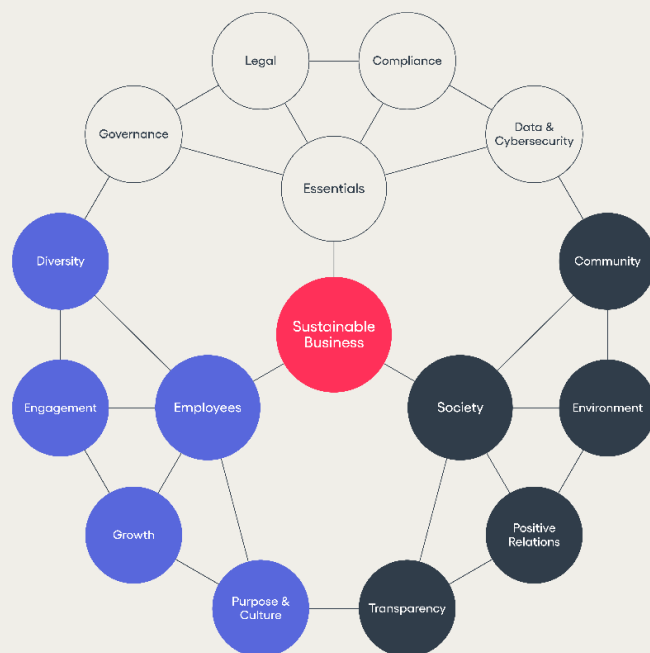 Legal
Compliance
Governance
Data &
Cybersecurity
Essentials
Diversity
Community
Sustainable
Business
Engagement
Employees
Society
Environment
Growth
Positive
Relations
Purpose &
Culture
Transparency